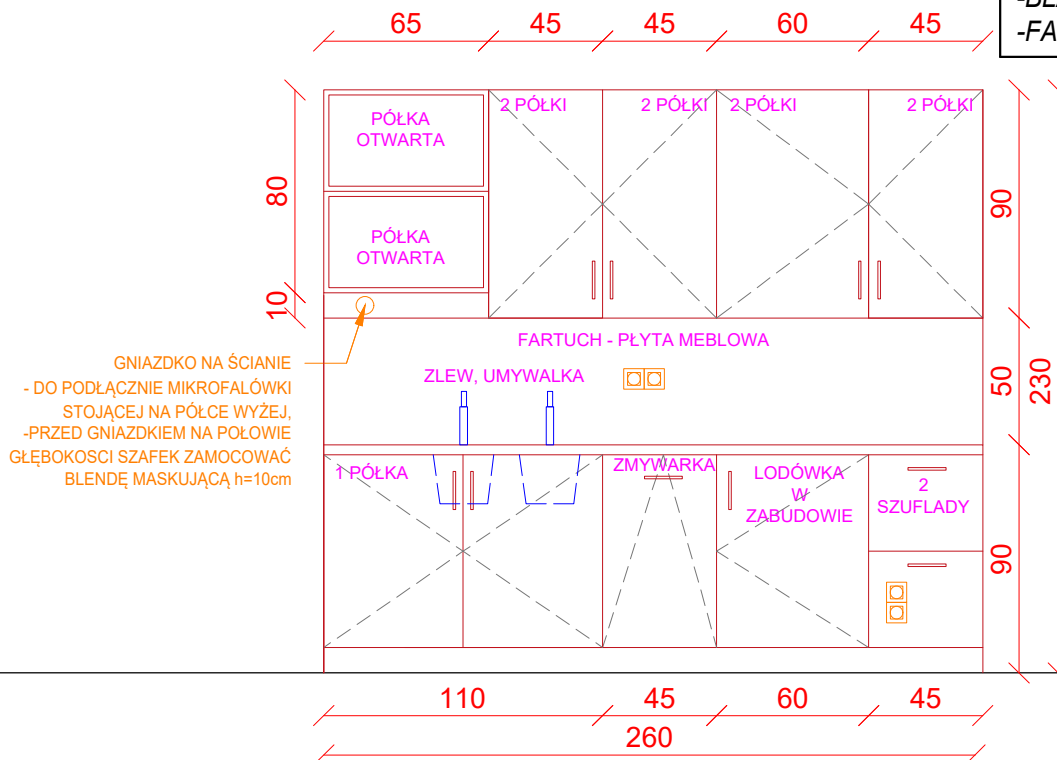 65 45 45 60 45
-FA
2 PÓŁKI 2 PÓŁKI 2 PÓŁKI 2 PÓŁKI
PÓŁKA
OTWARTA
PÓŁKA
OTWARTA
80
10
90
50
230
90
FARTUCH - PŁYTA MEBLOWA
ZLEW, UMYWALKA
GNIAZDKO NA ŚCIANIE
- DO PODŁĄCZNIE MIKROFALÓWKI
STOJĄCEJ NA PÓŁCE WYŻEJ,
-PRZED GNIAZDKIEM NA POŁOWIE
GŁĘBOKOSCI SZAFEK ZAMOCOWAĆ
BLENDĘ MASKUJĄCĄ h=10cm
1 PÓŁKA
ZMYWARKA
LODÓWKA
W
ZABUDOWIE
2
SZUFLADY
110 45 60 45
260